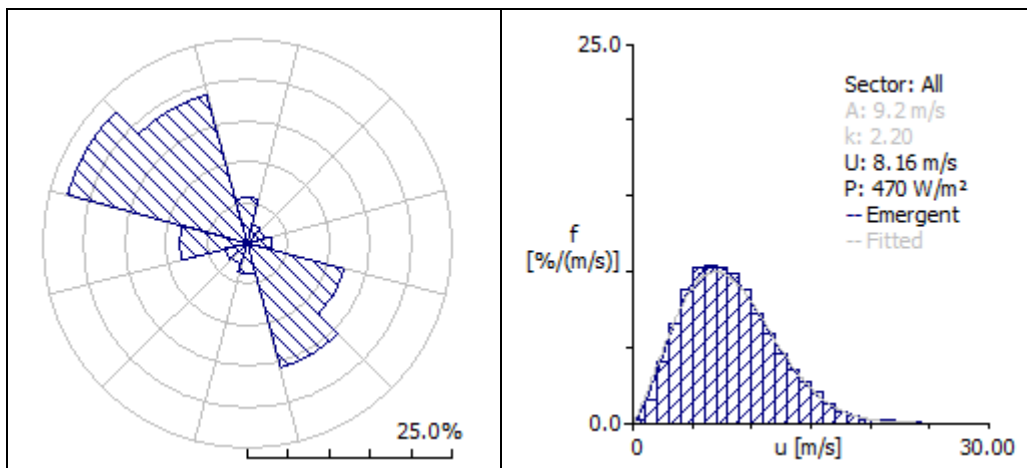 25.0%
25.0
Sector: All
A: 9.2 m/s
k: 2.20
U: 8.16 m/s
P: 470 W/m²
-- Emergent
-- Fitted
f
[%/(m/s)]
0.0
0
u [m/s]
30.00